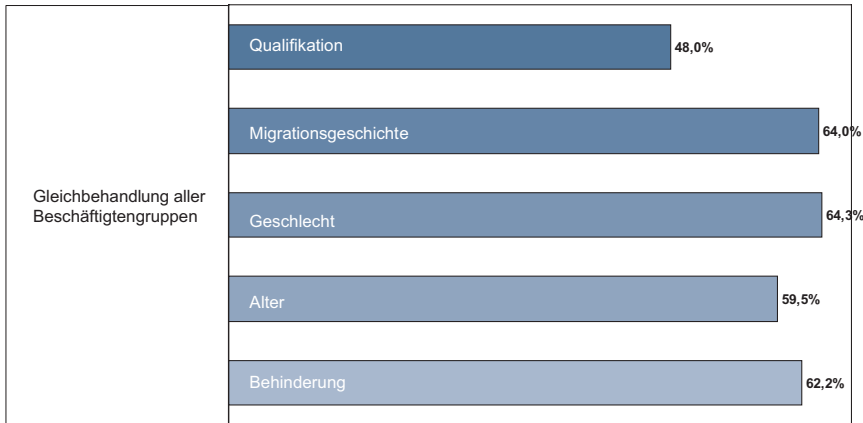 Qualifikation
48,0%
Migrationsgeschichte
64,0%
Gleichbehandlung aller
Beschäftigtengruppen
Geschlecht
64,3%
Alter
59,5%
Behinderung
62,2%